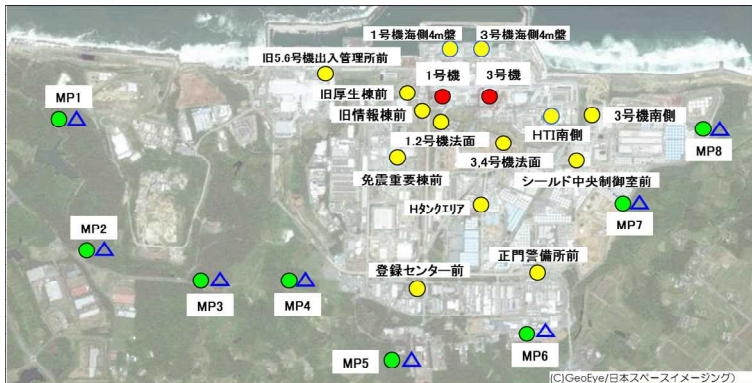 1号機海側4m盤
3号機海側4m盤
旧5.6号機出入管理所前
1号機
3号機
MP1
旧厚生棟前
旧情報棟前
3号機南側
HTI南側
MP8
1.2号機法面
3.4号機法面
免震重要棟前
シールド中央制御室前
Hタンクエリア
MP7
MP2
正門警備所前
登録センター前
MP3
MP4
MP6
MP5
(C)GeoEye/日本スペースイメージング)